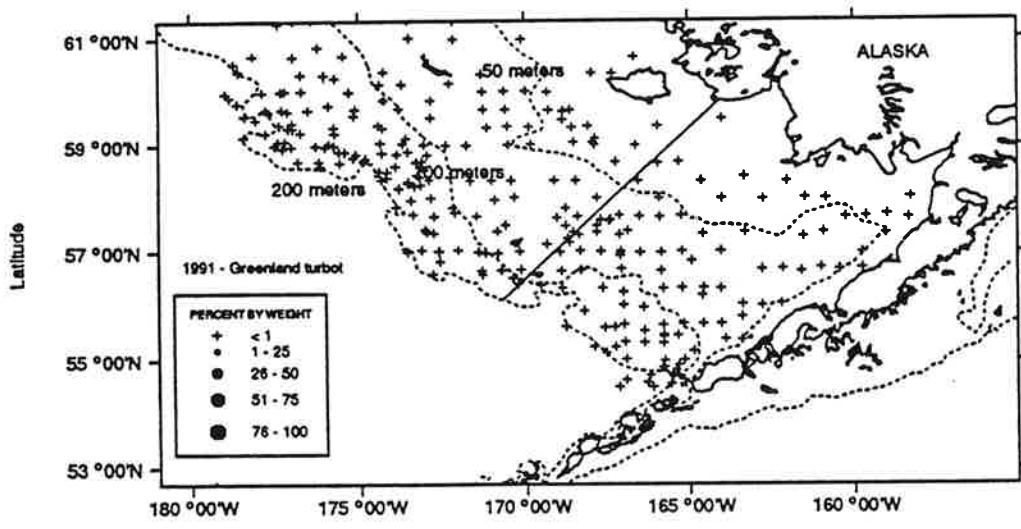 61 °00'N
ALASKA
50 meters
59 °00'N
00 meters
200 meters
Latitude
57 °00'N
1991 - Greenland turbot
PERCENT BY WEIGHT
< 1
1 - 25
55 °00'N
26 - 50
51 - 75
76 - 100
53 °00'N
180 °00'W
175 °00'W
170 °00'W
165 °00'W
160 °00'W